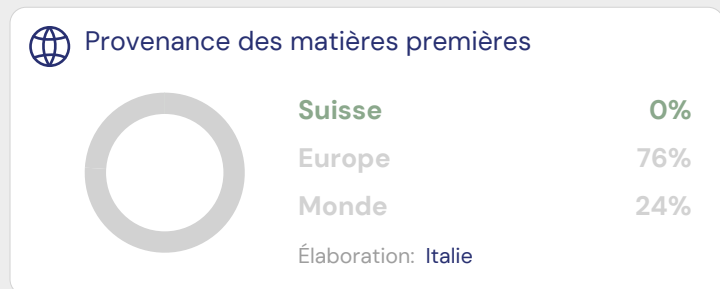 Provenance des matières premières
Suisse 0%
Europe 76%
Monde 24%
Élaboration: Italie